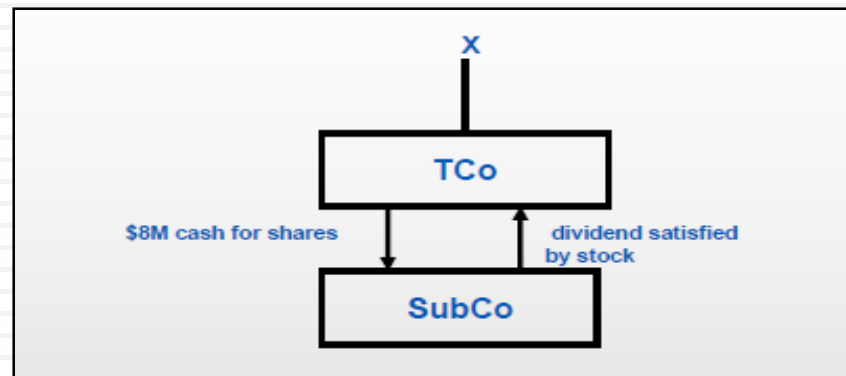 X
TCo
$8M cash for shares
dividend satisfied
by stock
SubCo